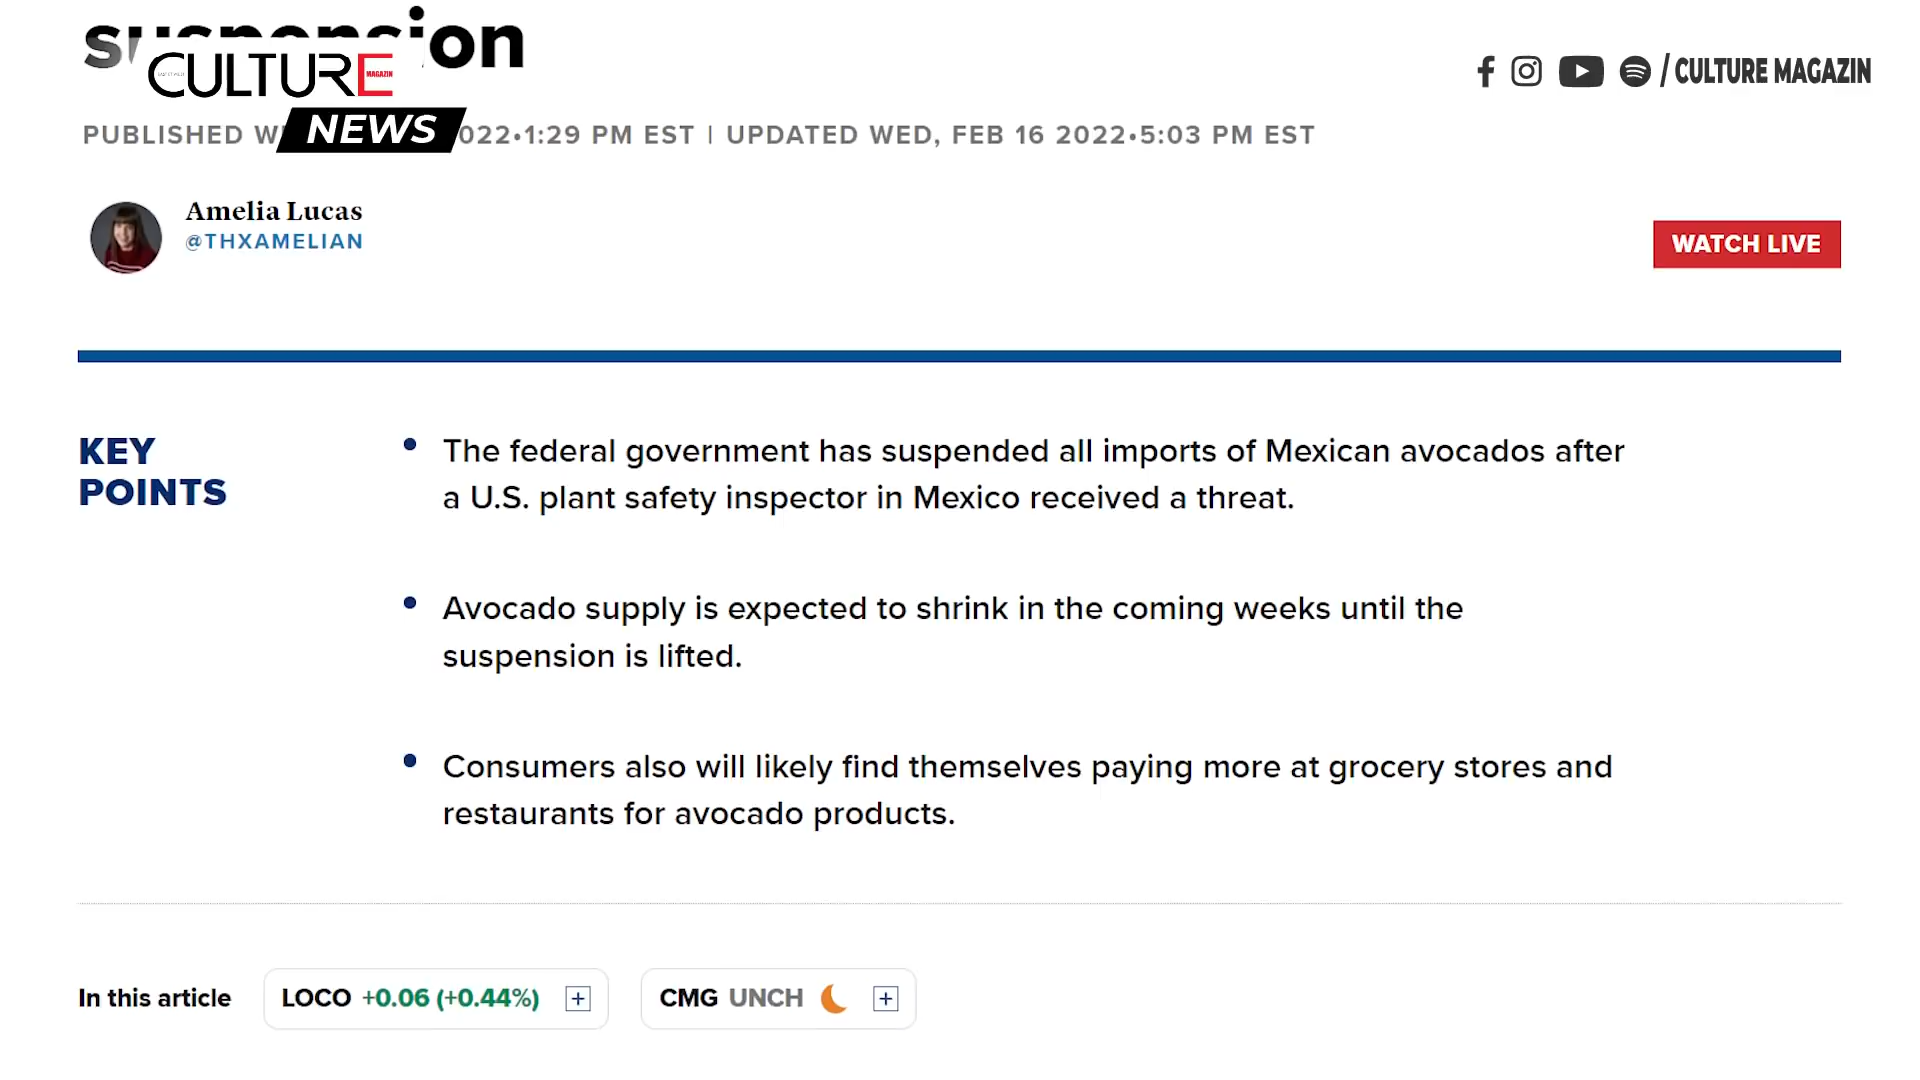 suspension
CULTURE
MAGAZIN
NEWS
/ CULTURE MAGAZIN
PUBLISHED 022•1:29 PM EST | UPDATED WED, FEB 16 2022•5:03 PM EST
Amelia Lucas
@THXAMELIAN
WATCH LIVE
KEY
POINTS
• The federal government has suspended all imports of Mexican avocados after
a U.S. plant safety inspector in Mexico received a threat.
• Avocado supply is expected to shrink in the coming weeks until the
suspension is lifted.
• Consumers also will likely find themselves paying more at grocery stores and
restaurants for avocado products.
In this article
LOCO +0.06 (+0.44%) +
CMG UNCH +